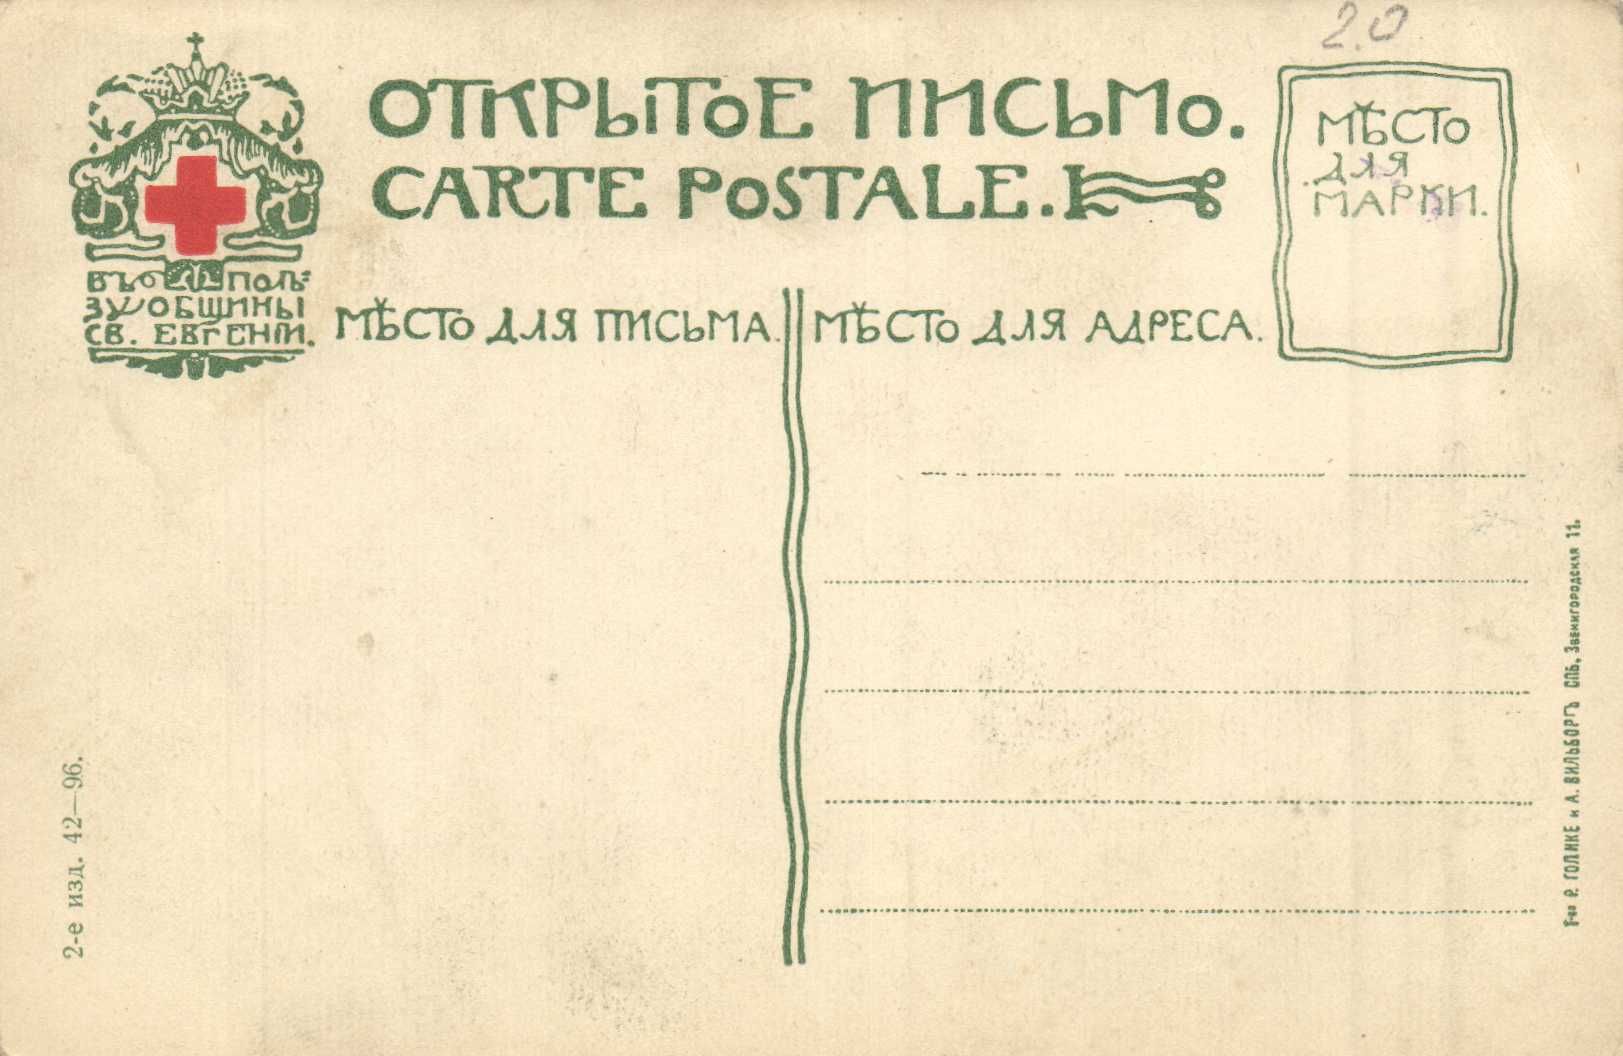 2.0
ОТКРЫТОЕ ПИСЬМО.
CARTE POSTALE.
МѢСТО
ДЛЯ
МАРКИ.
ВЪ ПОЛЬ=
ЗУ ОБЩИНЫ
СВ. ЕВГЕНІИ.
МѢСТО ДЛЯ ПИСЬМА.
МѢСТО ДЛЯ АДРЕСА.
2-е изд. 42—96.
Т-во Р. ГОЛИКЕ и А. ВИЛЬБОРГЪ СПБ, Звенигородская 11.